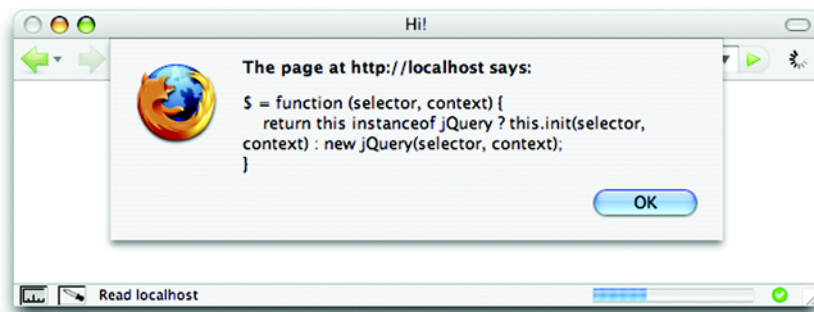 Hi!
The page at http://localhost says:
$ = function (selector, context) {
return this instanceof jQuery ? this.init(selector,
context) : new jQuery(selector, context);
}
OK
Read localhost